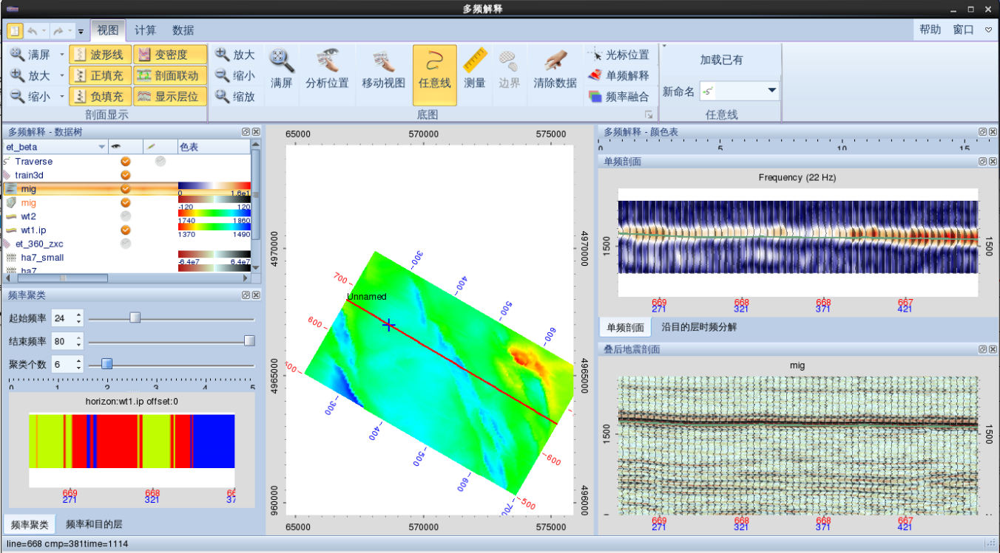 多频解释
视图 计算 数据 帮助 窗口
满屏 波形线 变密度
放大 正填充 剖面联动
缩小 负填充 显示层位
剖面显示
放大
缩小
缩放
满屏 分析位置 移动视图 任意线 测量 边界 清除数据
光标位置
单频解释
频率融合
底图
加载已有
新命名
任意线
多频解释 - 数据树
et_beta 色表
Traverse
train3d
mig 0 1.6e1
mig -120 120
wt2 1740 1860
wt1.ip 1370 1490
et_360_zxc
ha7_small -6.4e7 6.4e7
ha7
频率聚类
起始频率 24
结束频率 80
聚类个数 6
0 1 2 3 4 5
horizon:wt1.ip offset:0
669 668 66
271 321 37
频率聚类 频率和目的层
65000 570000 575000
4970000 4970000
4965000 4965000
960000 496000
300 400 500 600
700
600
500
Unnamed
300 400 500 600 700
600
500
65000 570000 575000
多频解释 - 颜色表
0 5 10 15
单频剖面
Frequency (22 Hz)
1500 1500
669 668 668 667
271 321 371 421
单频剖面 沿目的层时频分解
叠后地震剖面
mig
1500 1500
669 668 668 667
271 321 371 421
line=668 cmp=381time=1114